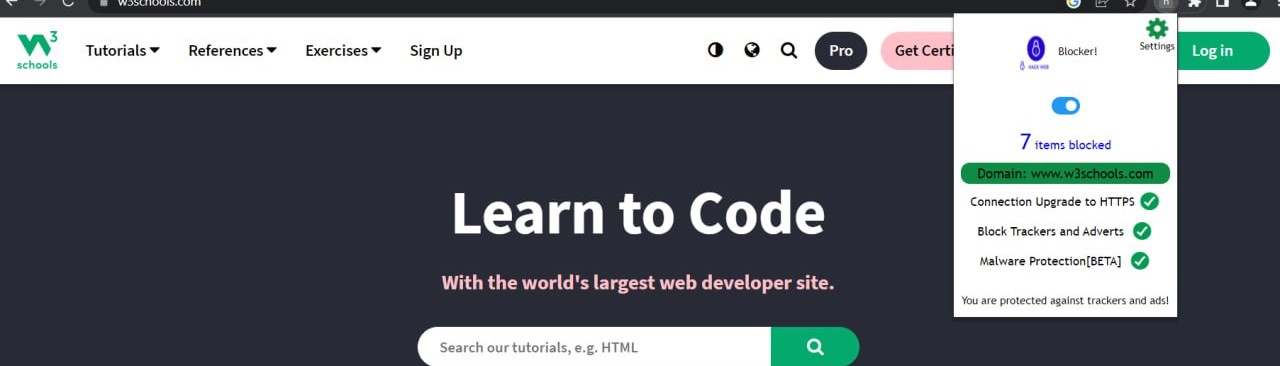 w3schools.com
W3
schools
Tutorials
References
Exercises
Sign Up
Pro
Get Certi
Log in
Learn to Code
With the world's largest web developer site.
Search our tutorials, e.g. HTML
Settings
Blocker!
HACK WEB
7 items blocked
Domain: www.w3schools.com
Connection Upgrade to HTTPS
Block Trackers and Adverts
Malware Protection[BETA]
You are protected against trackers and ads!